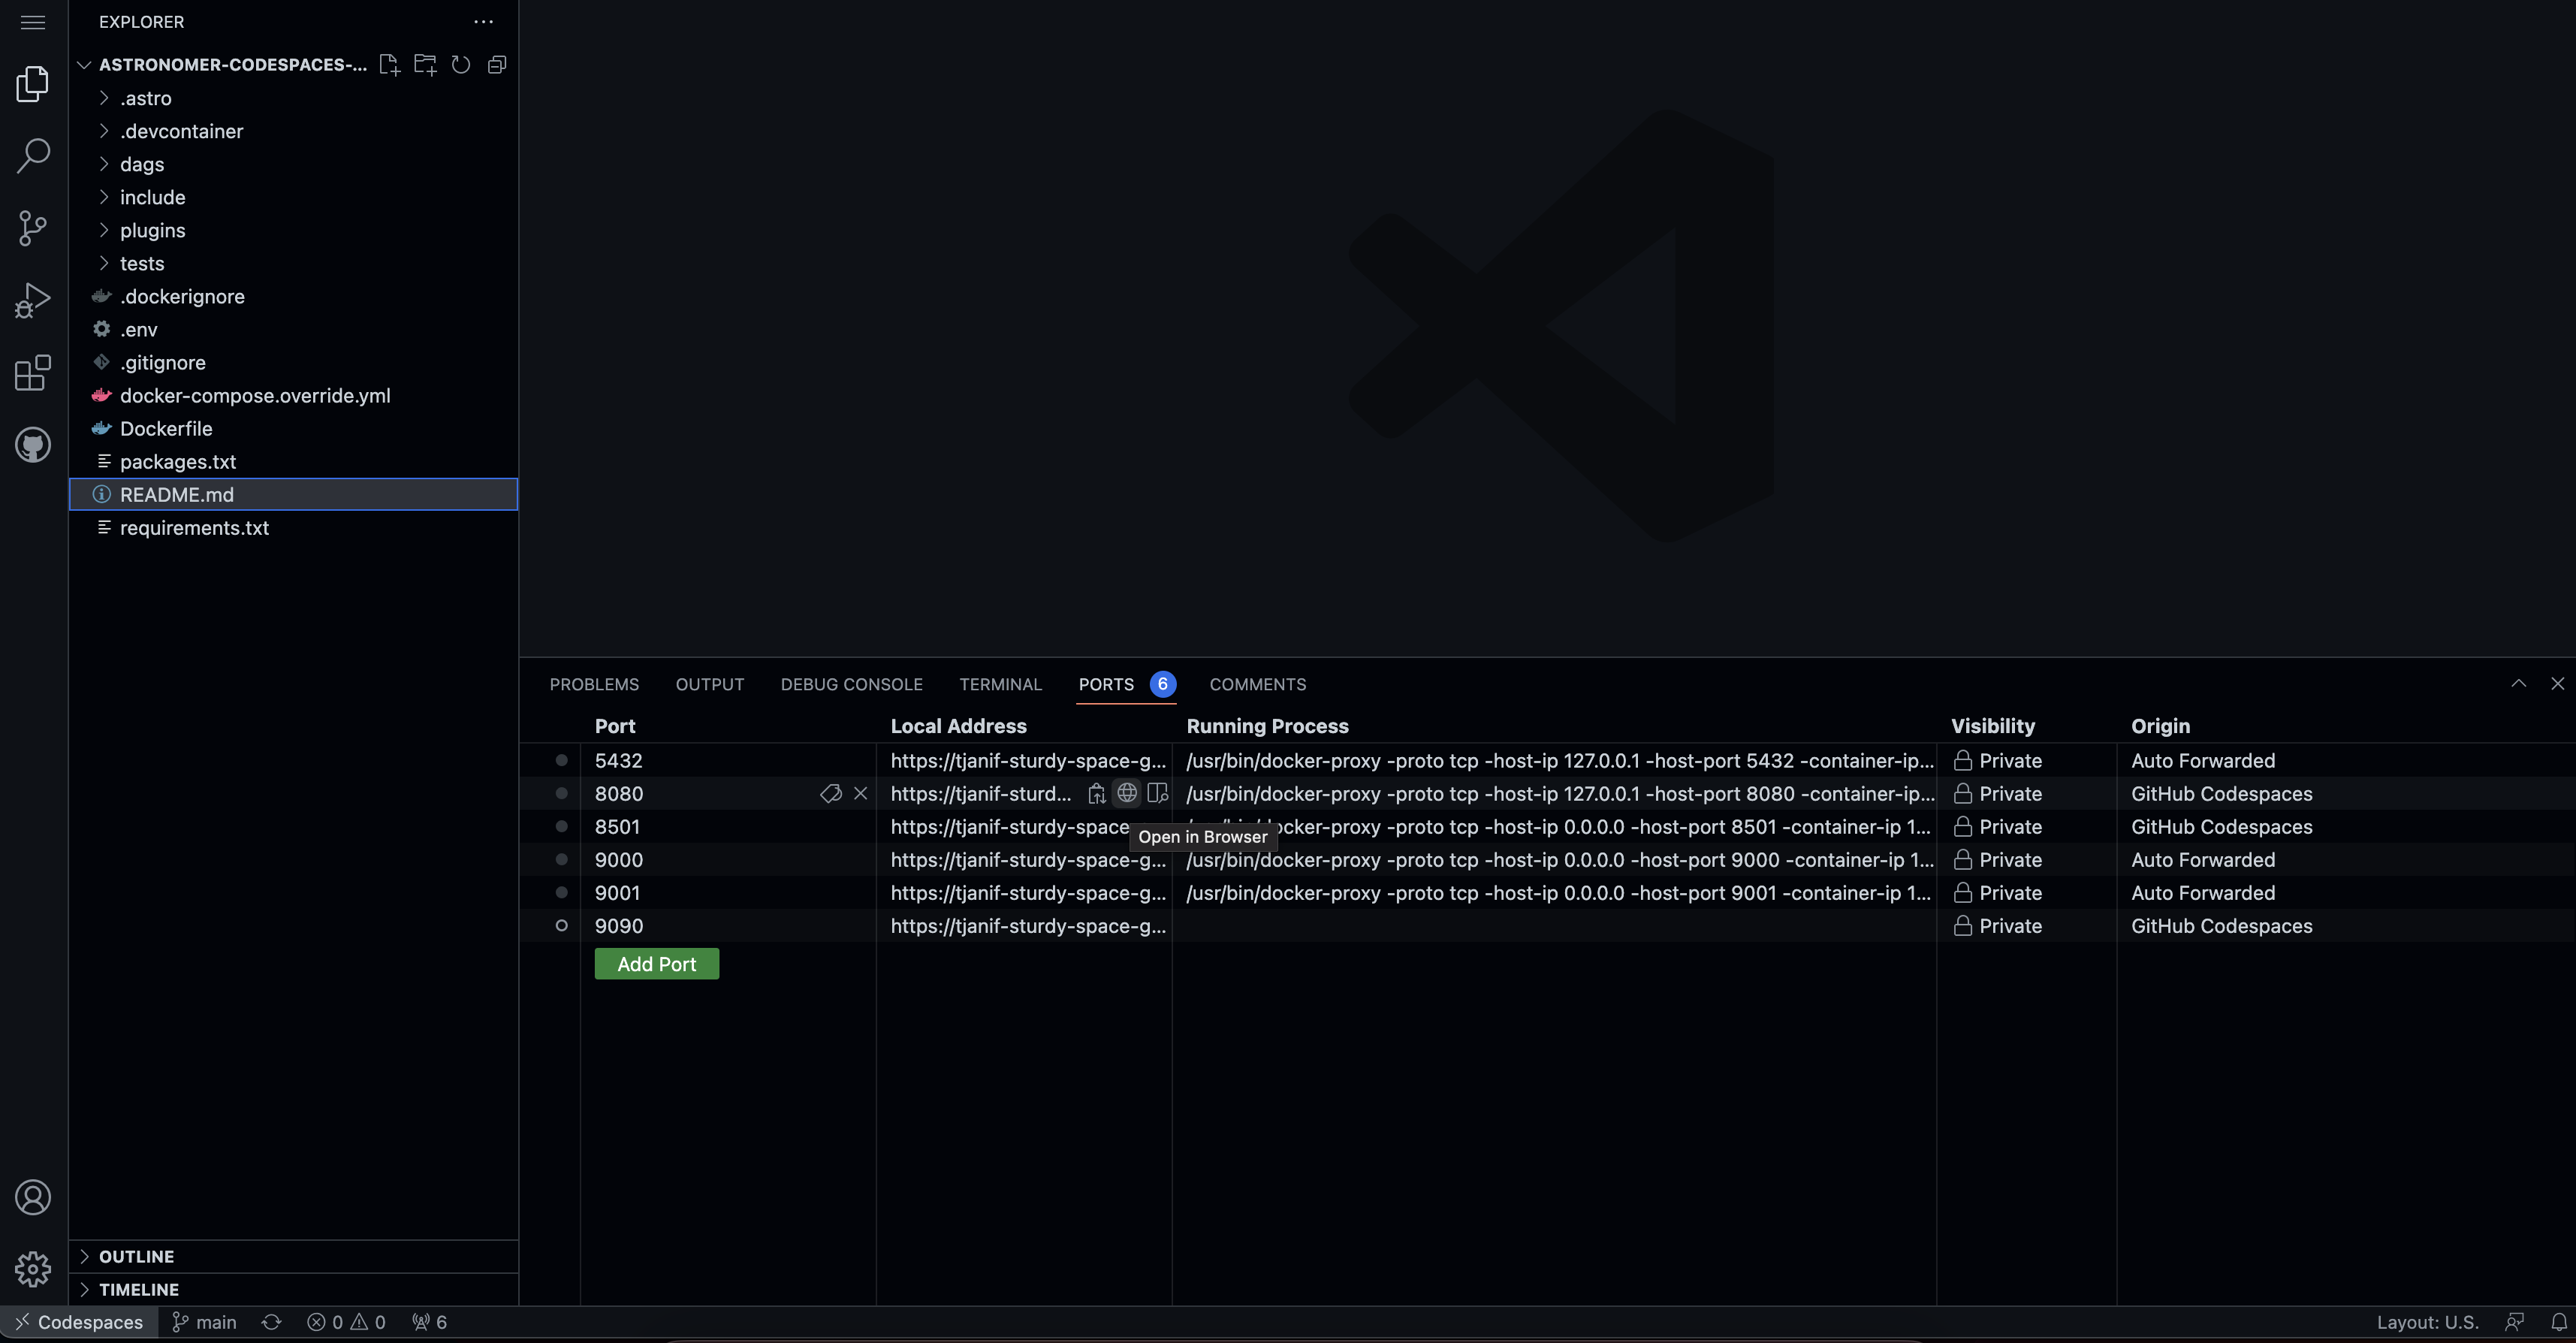 EXPLORER
ASTRONOMER-CODESPACES-...
.astro
.devcontainer
dags
include
plugins
tests
.dockerignore
.env
.gitignore
docker-compose.override.yml
Dockerfile
packages.txt
README.md
requirements.txt
OUTLINE
TIMELINE
PROBLEMS OUTPUT DEBUG CONSOLE TERMINAL PORTS 6 COMMENTS
Port Local Address Running Process Visibility Origin
5432 https://tjanif-sturdy-space-g... /usr/bin/docker-proxy -proto tcp -host-ip 127.0.0.1 -host-port 5432 -container-ip... Private Auto Forwarded
8080 https://tjanif-sturd... /usr/bin/docker-proxy -proto tcp -host-ip 127.0.0.1 -host-port 8080 -container-ip... Private GitHub Codespaces
8501 https://tjanif-sturdy-space docker-proxy -proto tcp -host-ip 0.0.0.0 -host-port 8501 -container-ip 1... Private GitHub Codespaces
Open in Browser
9000 https://tjanif-sturdy-space-g... /usr/bin/docker-proxy -proto tcp -host-ip 0.0.0.0 -host-port 9000 -container-ip 1... Private Auto Forwarded
9001 https://tjanif-sturdy-space-g... /usr/bin/docker-proxy -proto tcp -host-ip 0.0.0.0 -host-port 9001 -container-ip 1... Private Auto Forwarded
9090 https://tjanif-sturdy-space-g... Private GitHub Codespaces
Add Port
Codespaces main 0 0 6 Layout: U.S.